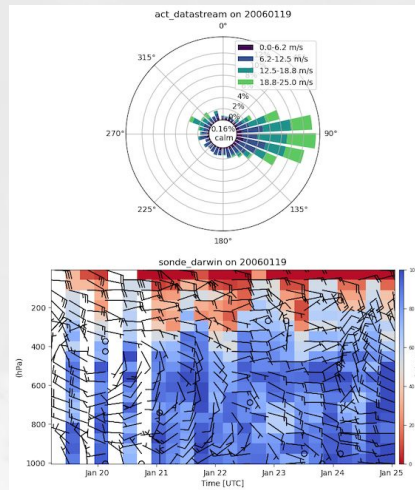 act_datastream on 20060119
0°
315°
0.0-6.2 m/s
6.2-12.5 m/s
12.5-18.8 m/s
18.8-25.0 m/s
4%
2%
0%
270°
0.16%
calm
90°
225°
135°
180°
sonde_darwin on 20060119
200
400
(hPa)
600
800
1000
Jan 20
Jan 21
Jan 22
Jan 23
Jan 24
Jan 25
Time [UTC]